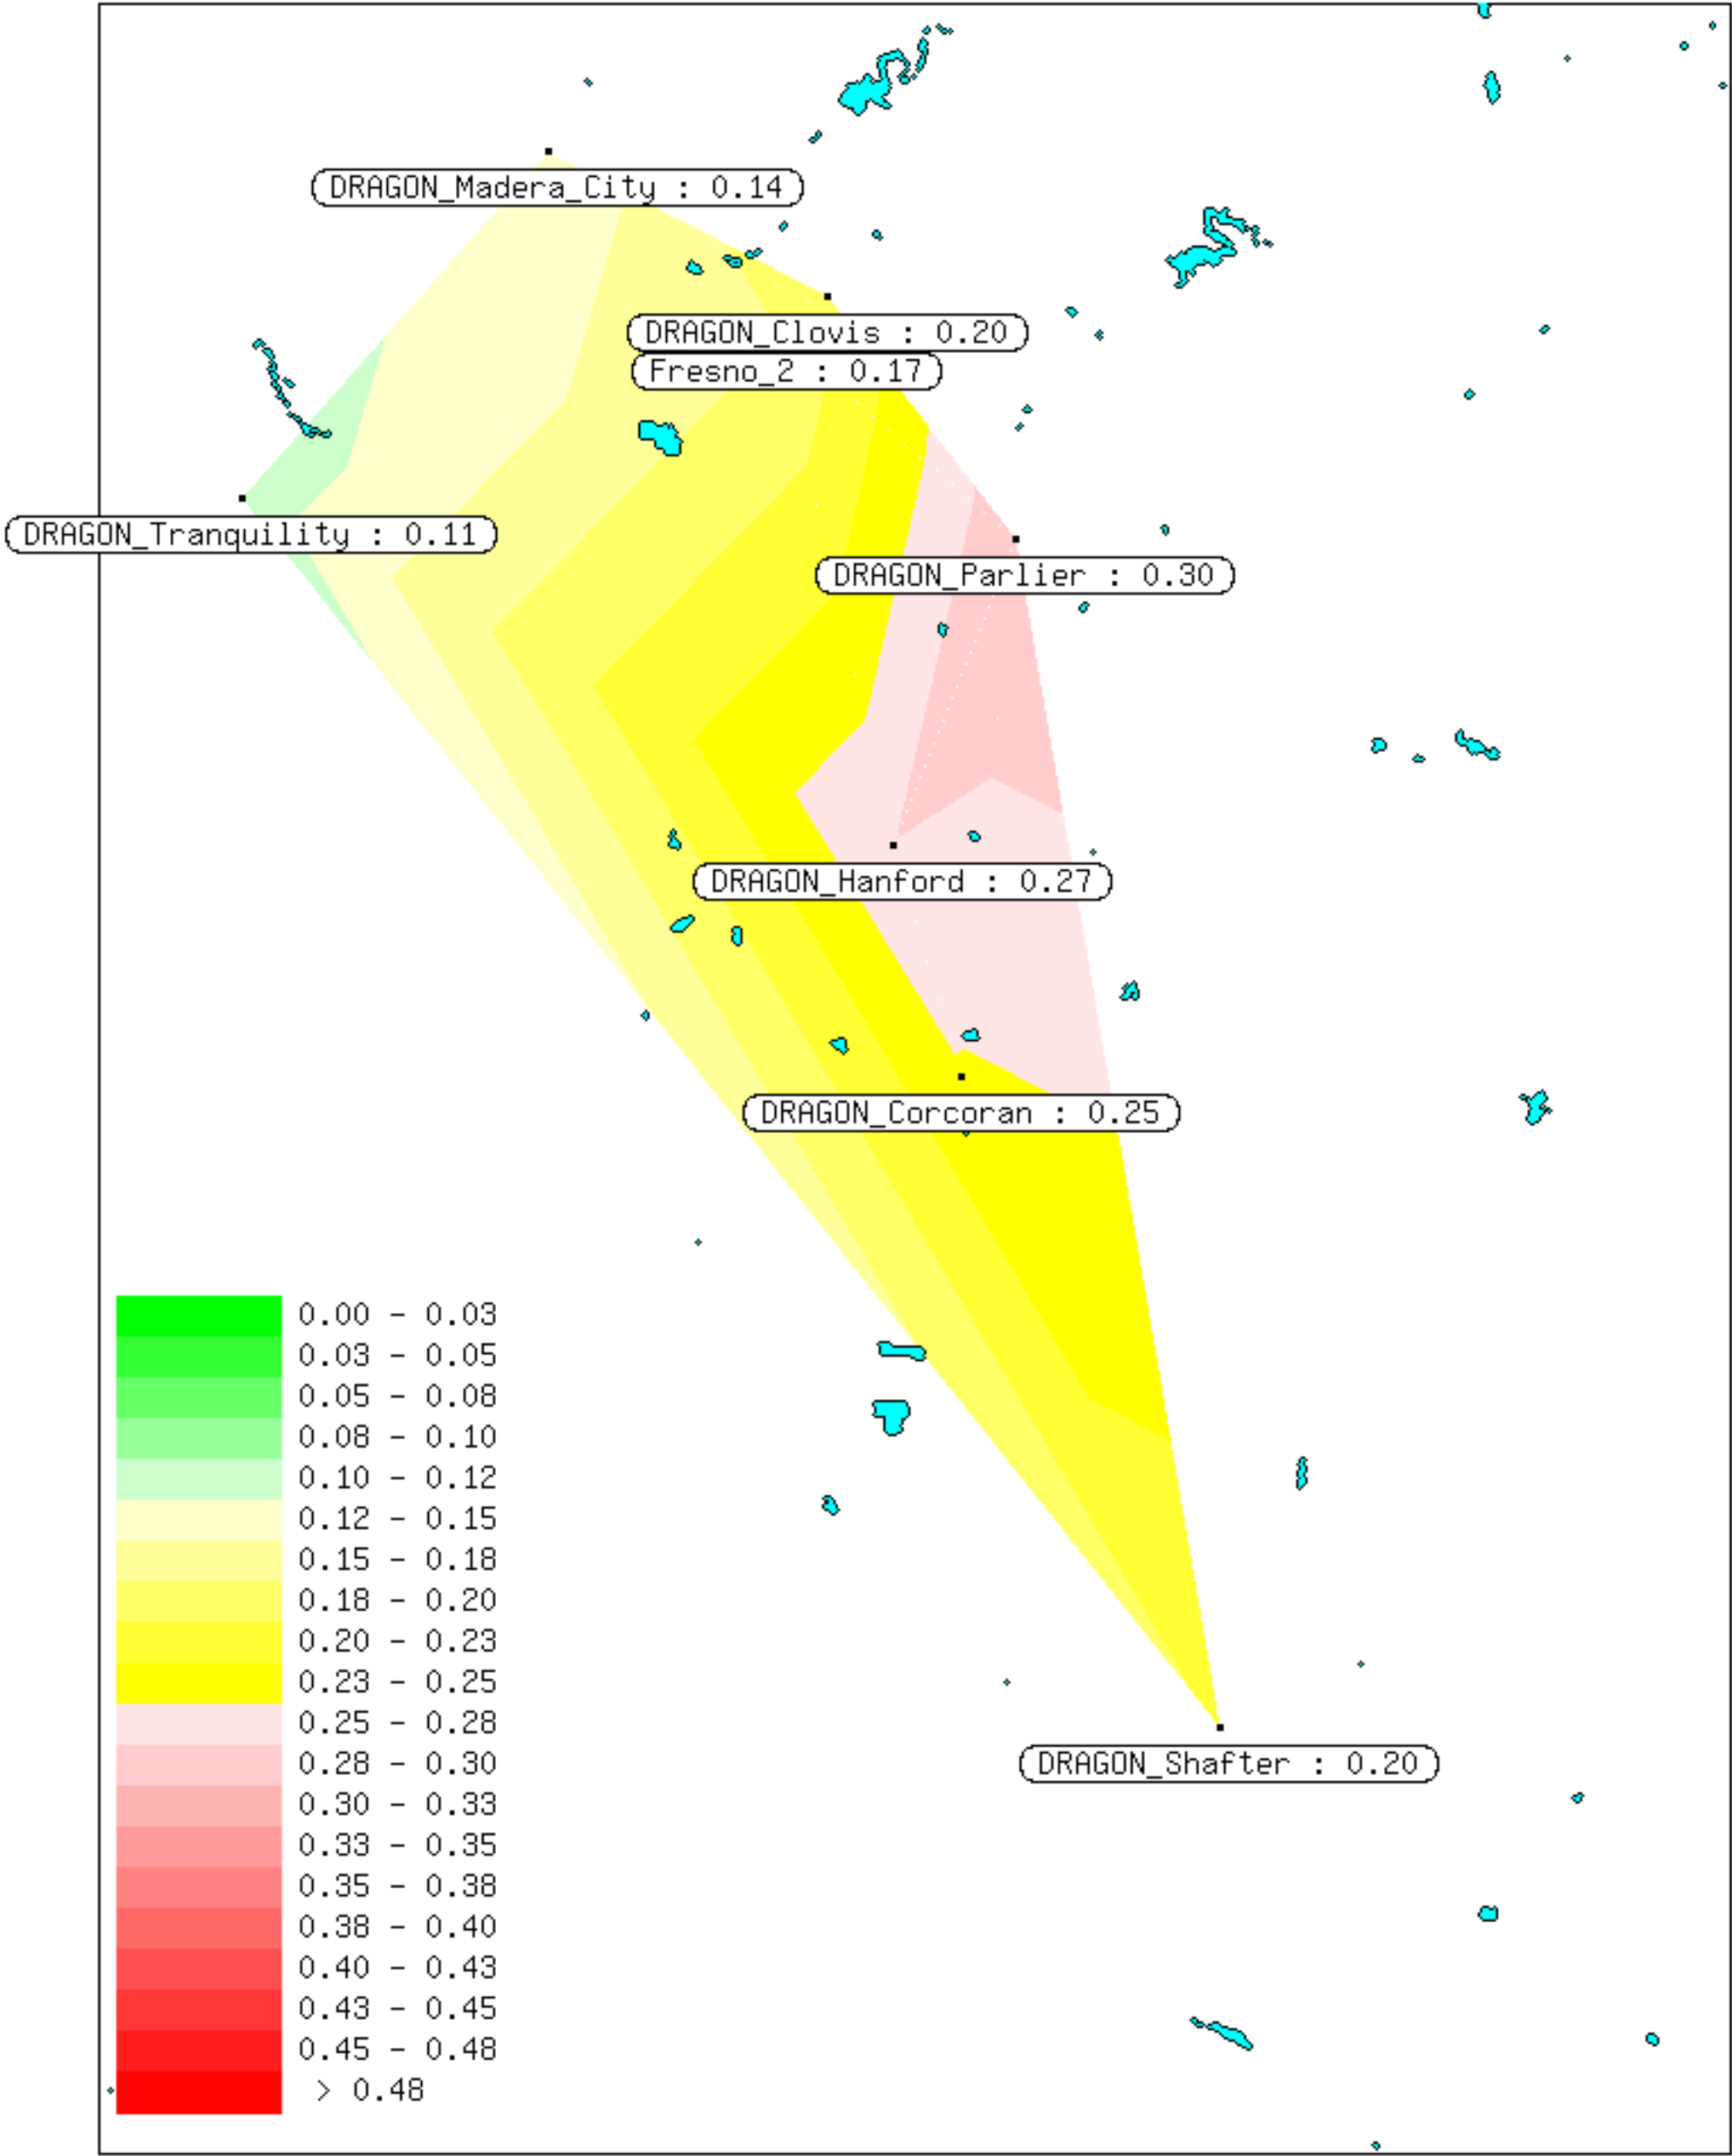 DRAGON_Madera_City : 0.14
DRAGON_Clovis : 0.20
Fresno_2 : 0.17
DRAGON_Tranquility : 0.11
DRAGON_Parlier : 0.30
DRAGON_Hanford : 0.27
DRAGON_Corcoran : 0.25
0.00 - 0.03
0.03 - 0.05
0.05 - 0.08
0.08 - 0.10
0.10 - 0.12
0.12 - 0.15
0.15 - 0.18
0.18 - 0.20
0.20 - 0.23
0.23 - 0.25
0.25 - 0.28
0.28 - 0.30
0.30 - 0.33
0.33 - 0.35
0.35 - 0.38
0.38 - 0.40
0.40 - 0.43
0.43 - 0.45
0.45 - 0.48
> 0.48
DRAGON_Shafter : 0.20